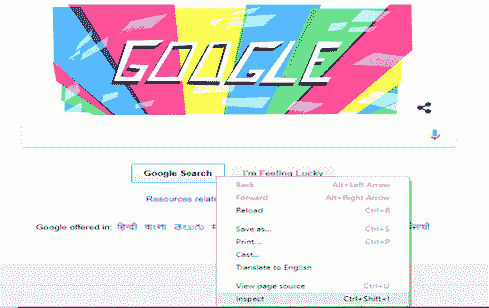 GOOGLE
Google Search I'm Feeling Lucky
Resources relate
Google offered in: हिन्दी বাংলা తెలుగు
Back Alt+Left Arrow
Forward Alt+Right Arrow
Reload Ctrl+R
Save as... Ctrl+S
Print... Ctrl+P
Cast...
Translate to English
View page source Ctrl+U
Inspect Ctrl+Shift+I